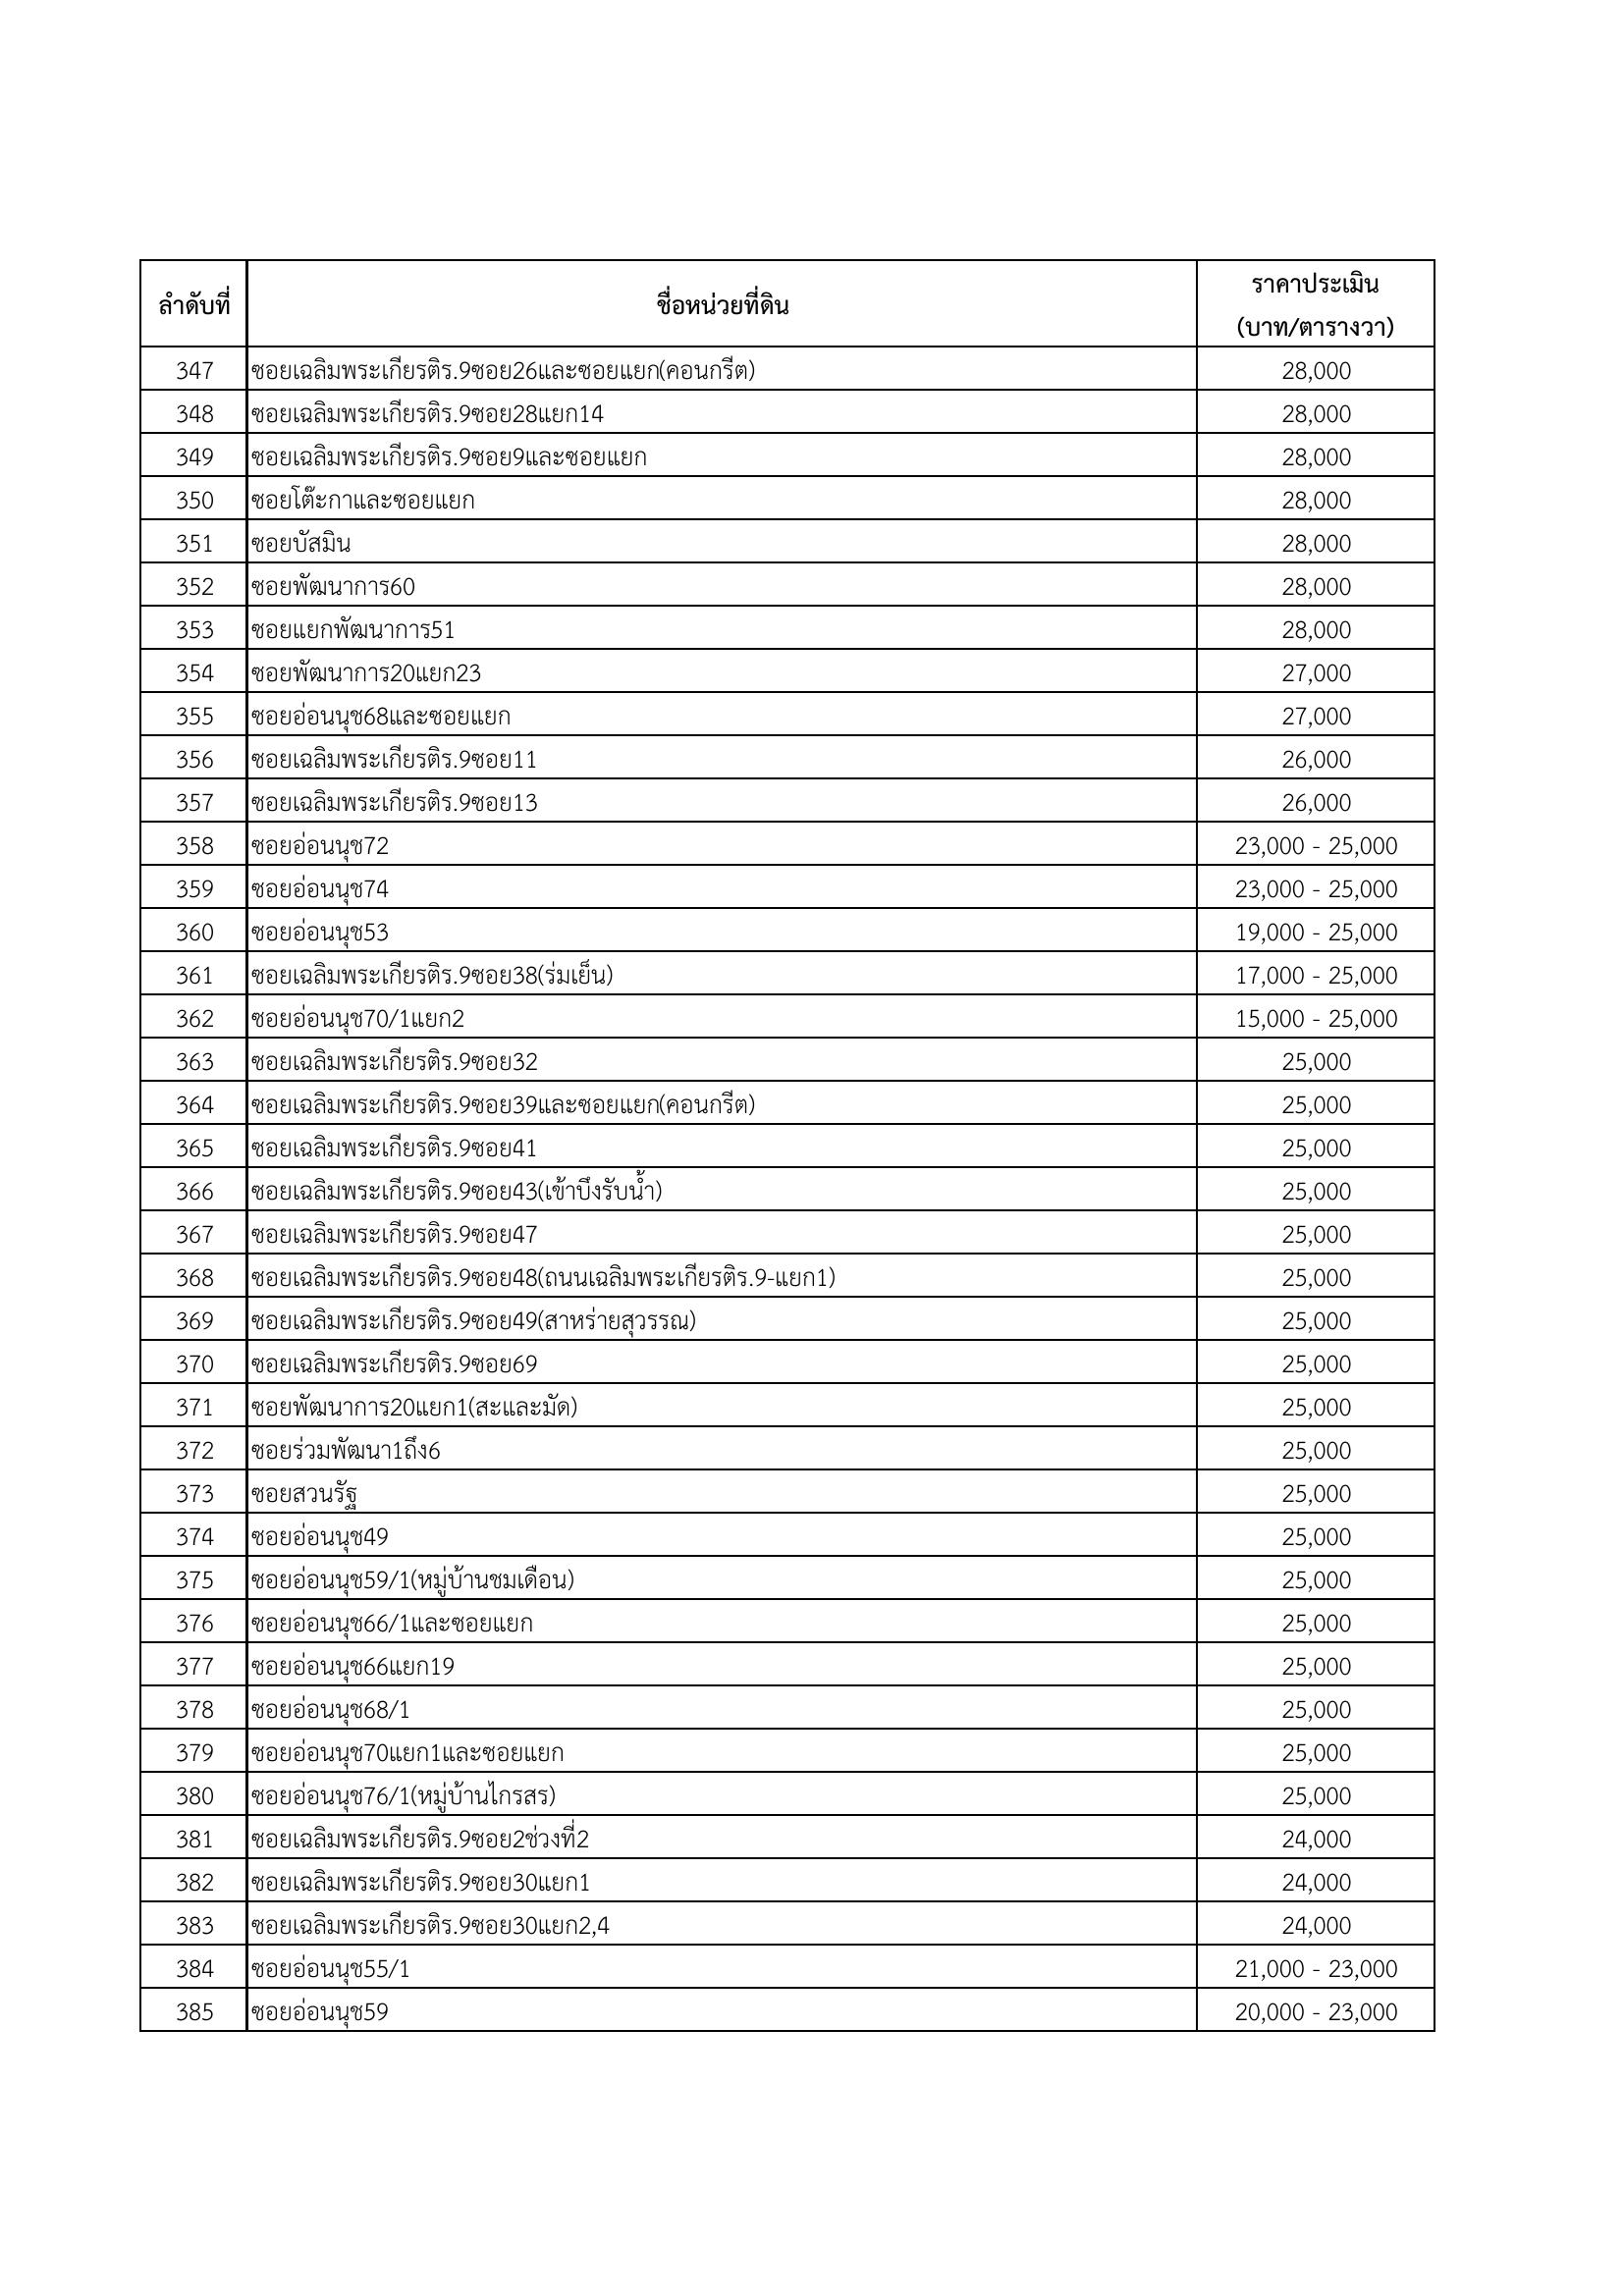 ลำดับที่ ชื่อหน่วยที่ดิน ราคาประเมิน
(บาท/ตารางวา)
347 ซอยเฉลิมพระเกียรติร.9ซอย26และซอยแยก(คอนกรีต) 28,000
348 ซอยเฉลิมพระเกียรติร.9ซอย28แยก14 28,000
349 ซอยเฉลิมพระเกียรติร.9ซอย9และซอยแยก 28,000
350 ซอยโต๊ะกาและซอยแยก 28,000
351 ซอยบัสมิน 28,000
352 ซอยพัฒนาการ60 28,000
353 ซอยแยกพัฒนาการ51 28,000
354 ซอยพัฒนาการ20แยก23 27,000
355 ซอยอ่อนนุช68และซอยแยก 27,000
356 ซอยเฉลิมพระเกียรติร.9ซอย11 26,000
357 ซอยเฉลิมพระเกียรติร.9ซอย13 26,000
358 ซอยอ่อนนุช72 23,000 - 25,000
359 ซอยอ่อนนุช74 23,000 - 25,000
360 ซอยอ่อนนุช53 19,000 - 25,000
361 ซอยเฉลิมพระเกียรติร.9ซอย38(ร่มเย็น) 17,000 - 25,000
362 ซอยอ่อนนุช70/1แยก2 15,000 - 25,000
363 ซอยเฉลิมพระเกียรติร.9ซอย32 25,000
364 ซอยเฉลิมพระเกียรติร.9ซอย39และซอยแยก(คอนกรีต) 25,000
365 ซอยเฉลิมพระเกียรติร.9ซอย41 25,000
366 ซอยเฉลิมพระเกียรติร.9ซอย43(เข้าบึงรับน้ำ) 25,000
367 ซอยเฉลิมพระเกียรติร.9ซอย47 25,000
368 ซอยเฉลิมพระเกียรติร.9ซอย48(ถนนเฉลิมพระเกียรติร.9-แยก1) 25,000
369 ซอยเฉลิมพระเกียรติร.9ซอย49(สาหร่ายสุวรรณ) 25,000
370 ซอยเฉลิมพระเกียรติร.9ซอย69 25,000
371 ซอยพัฒนาการ20แยก1(สะและมัด) 25,000
372 ซอยร่วมพัฒนา1ถึง6 25,000
373 ซอยสวนรัฐ 25,000
374 ซอยอ่อนนุช49 25,000
375 ซอยอ่อนนุช59/1(หมู่บ้านชมเดือน) 25,000
376 ซอยอ่อนนุช66/1และซอยแยก 25,000
377 ซอยอ่อนนุช66แยก19 25,000
378 ซอยอ่อนนุช68/1 25,000
379 ซอยอ่อนนุช70แยก1และซอยแยก 25,000
380 ซอยอ่อนนุช76/1(หมู่บ้านไกรสร) 25,000
381 ซอยเฉลิมพระเกียรติร.9ซอย2ช่วงที่2 24,000
382 ซอยเฉลิมพระเกียรติร.9ซอย30แยก1 24,000
383 ซอยเฉลิมพระเกียรติร.9ซอย30แยก2,4 24,000
384 ซอยอ่อนนุช55/1 21,000 - 23,000
385 ซอยอ่อนนุช59 20,000 - 23,000